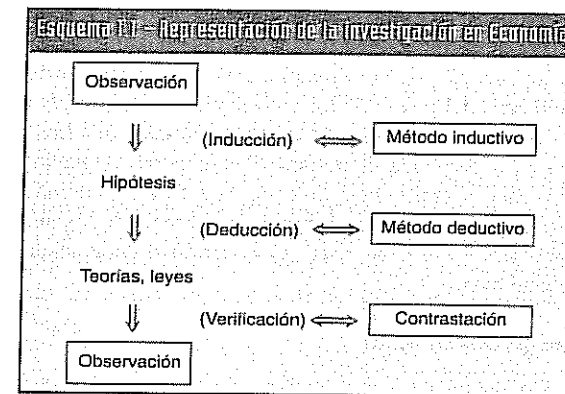 Esquema 1.1 – Representación de la investigación en Economía
Observación
(Inducción)
Método inductivo
Hipótesis
(Deducción)
Método deductivo
Teorías, leyes
(Verificación)
Contrastación
Observación